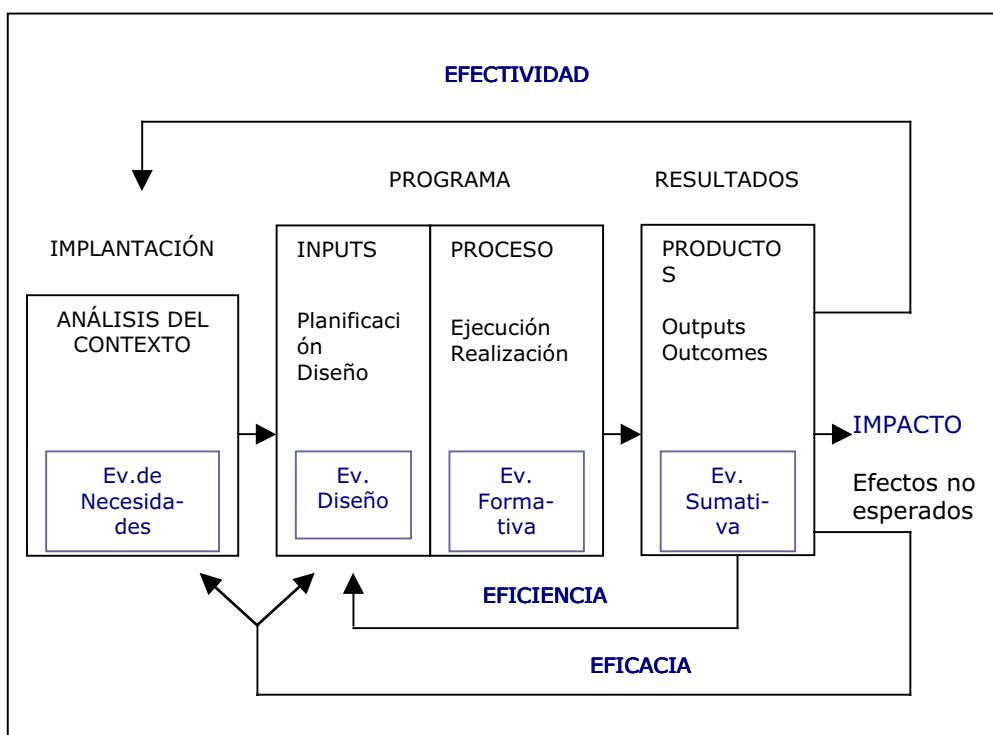 EFECTIVIDAD
PROGRAMA
RESULTADOS
IMPLANTACIÓN
ANÁLISIS DEL
CONTEXTO
Ev.de
Necesida-
des
INPUTS
Planificaci
ón
Diseño
Ev.
Diseño
PROCESO
Ejecución
Realización
Ev.
Forma-
tiva
PRODUCTO
S
Outputs
Outcomes
Ev.
Sumati-
va
IMPACTO
Efectos no
esperados
EFICIENCIA
EFICACIA